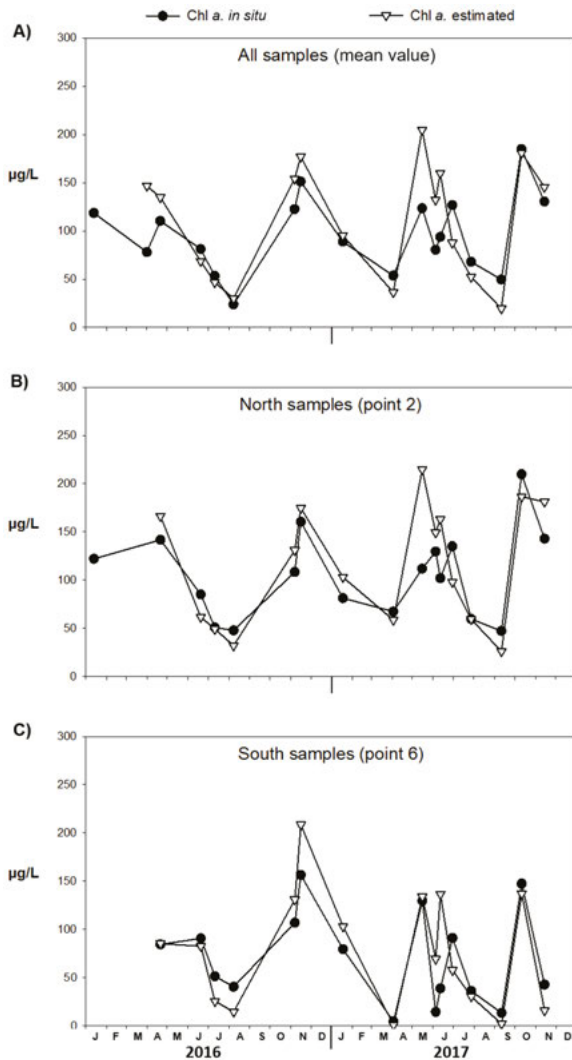 Chl a. in situ Chl a. estimated
A)
All samples (mean value)
300
250
200
µg/L
150
100
50
0
J F M A M J J A S O N D J F M A M J J A S O N D
B)
North samples (point 2)
300
250
200
µg/L
150
100
50
0
C)
South samples (point 6)
300
250
200
µg/L
150
100
50
0
J F M A M J J A S O N D J F M A M J J A S O N D
2016 2017